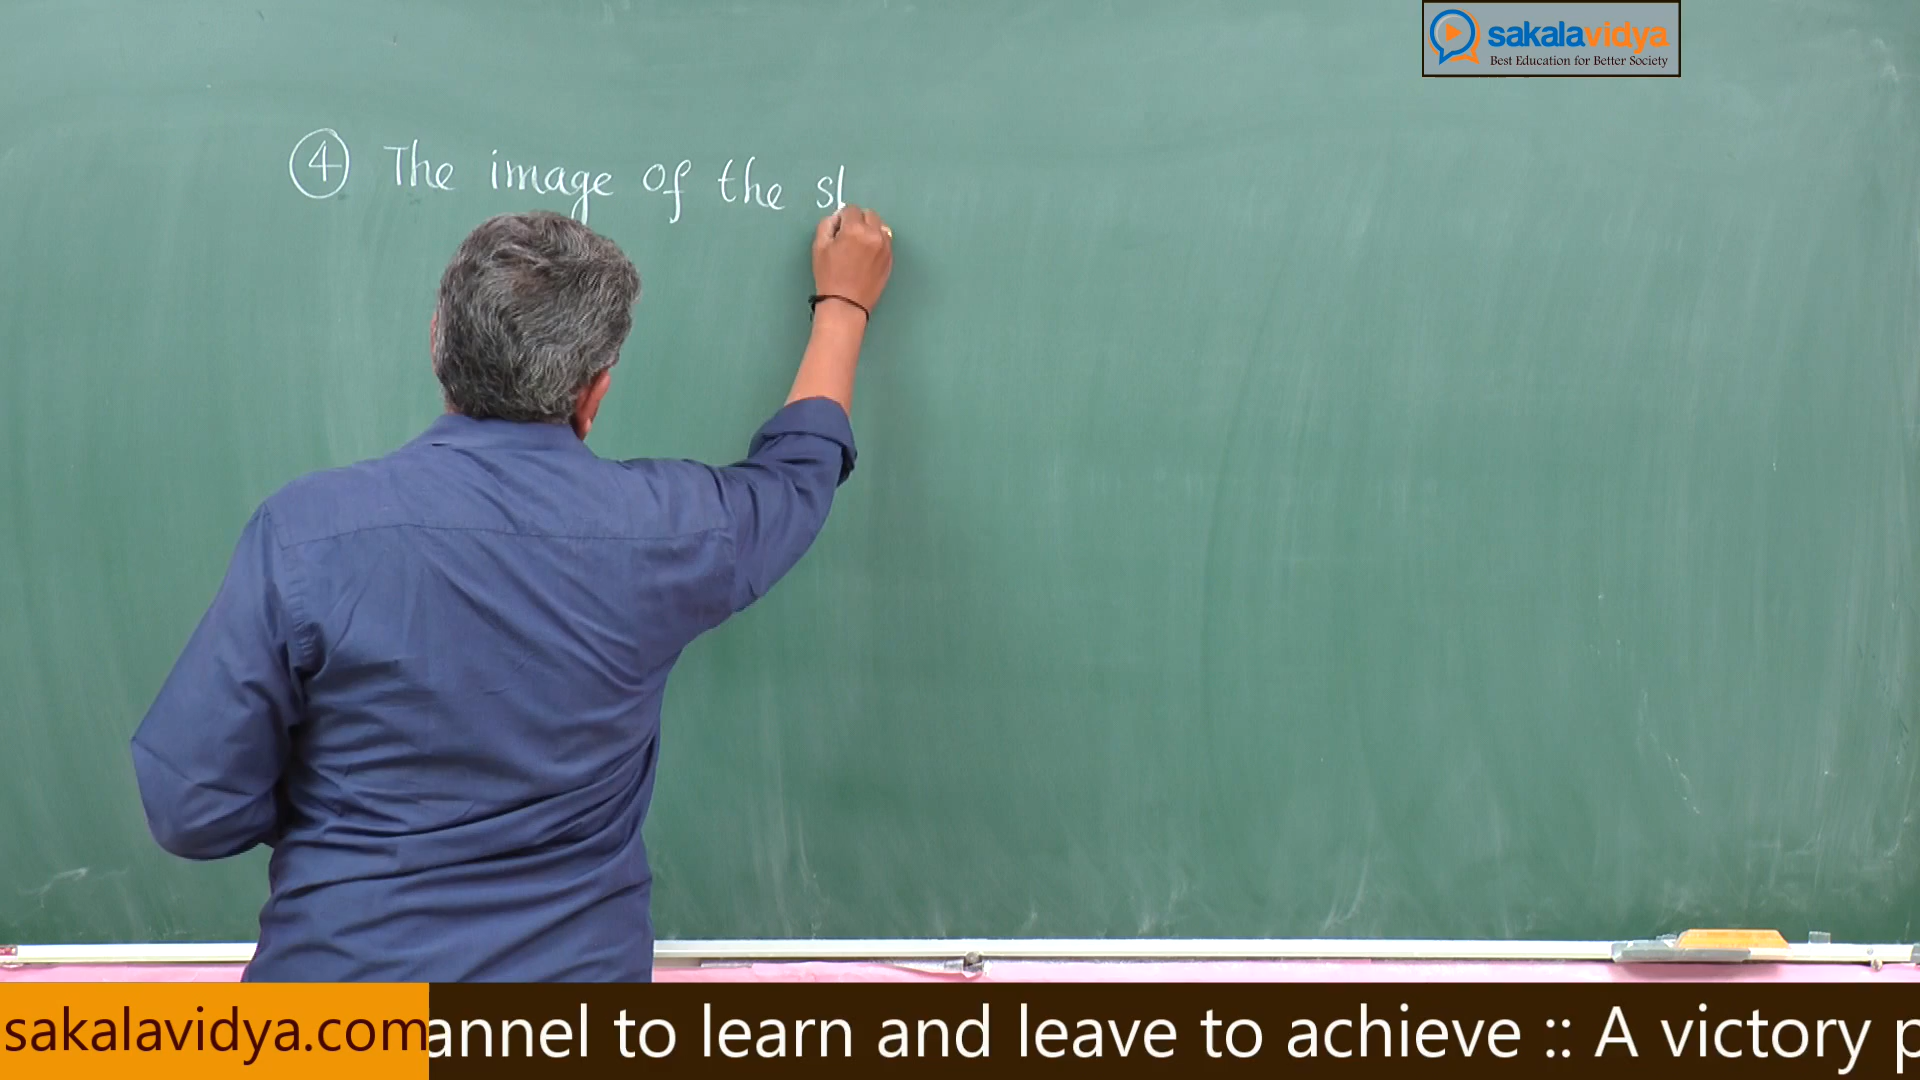 sakalavidya
Best Education for Better Society
④ The image of the
sakalavidya.com
annel to learn and leave to achieve :: A victory p